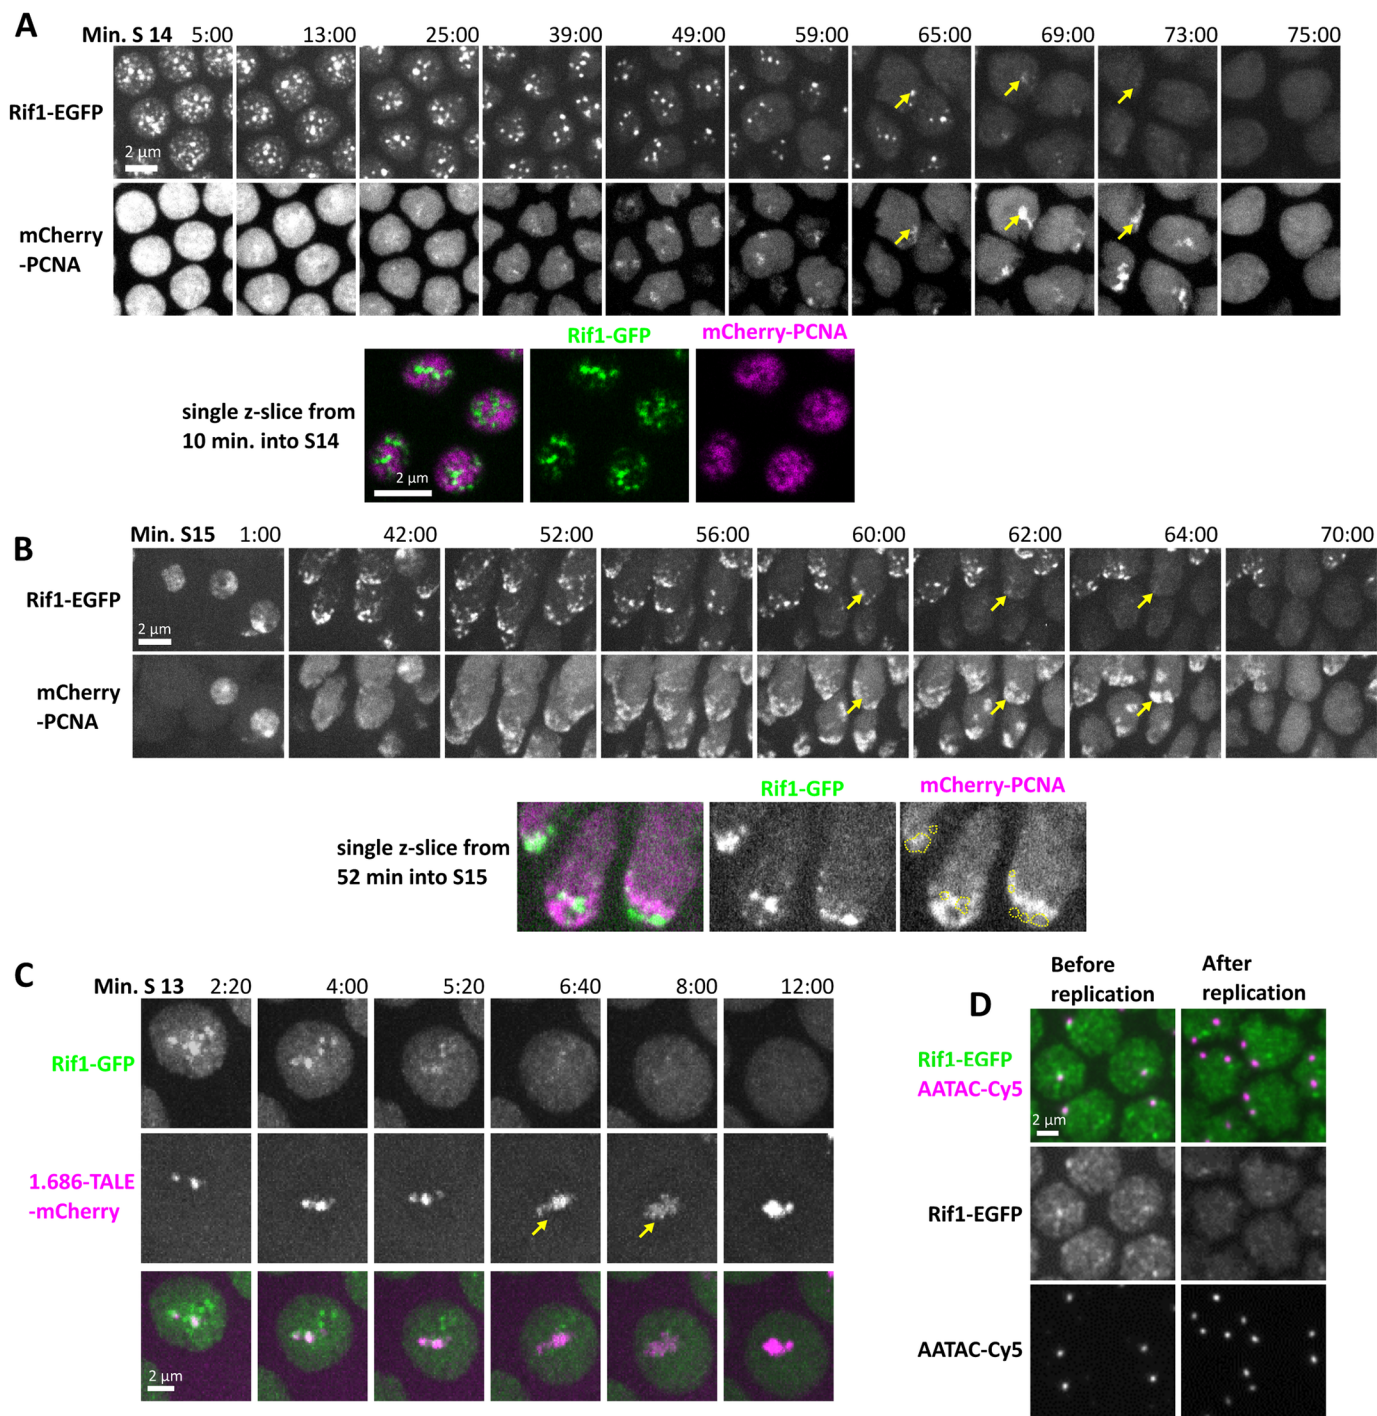 A
Min. S 14 5:00 13:00 25:00 39:00 49:00 59:00 65:00 69:00 73:00 75:00
Rif1-EGFP
2 μm
mCherry
-PCNA
Rif1-GFP mCherry-PCNA
single z-slice from
10 min. into S14
2 μm
B
Min. S15 1:00 42:00 52:00 56:00 60:00 62:00 64:00 70:00
Rif1-EGFP
2 μm
mCherry
-PCNA
Rif1-GFP mCherry-PCNA
single z-slice from
52 min into S15
C
Min. S 13 2:20 4:00 5:20 6:40 8:00 12:00
Rif1-GFP
1.686-TALE
-mCherry
2 μm
D
Before
replication
After
replication
Rif1-EGFP
AATAC-Cy5
2 μm
Rif1-EGFP
AATAC-Cy5